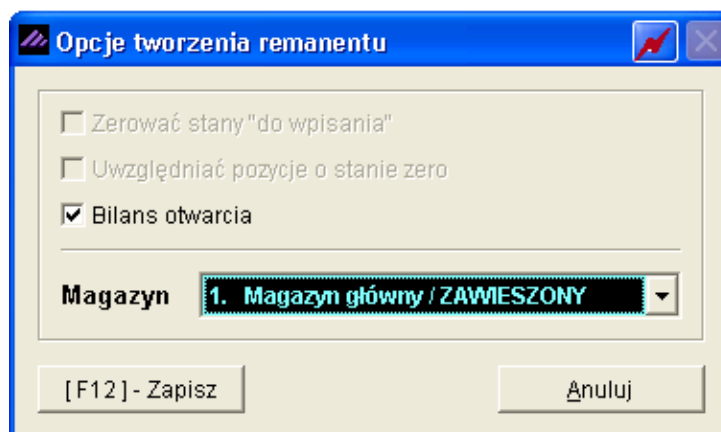 Opcje tworzenia remanentu
Zerować stany "do wpisania"
Uwzględniać pozycje o stanie zero
Bilans otwarcia
Magazyn 1. Magazyn główny / ZAWIESZONY
[ F12 ] - Zapisz Anuluj